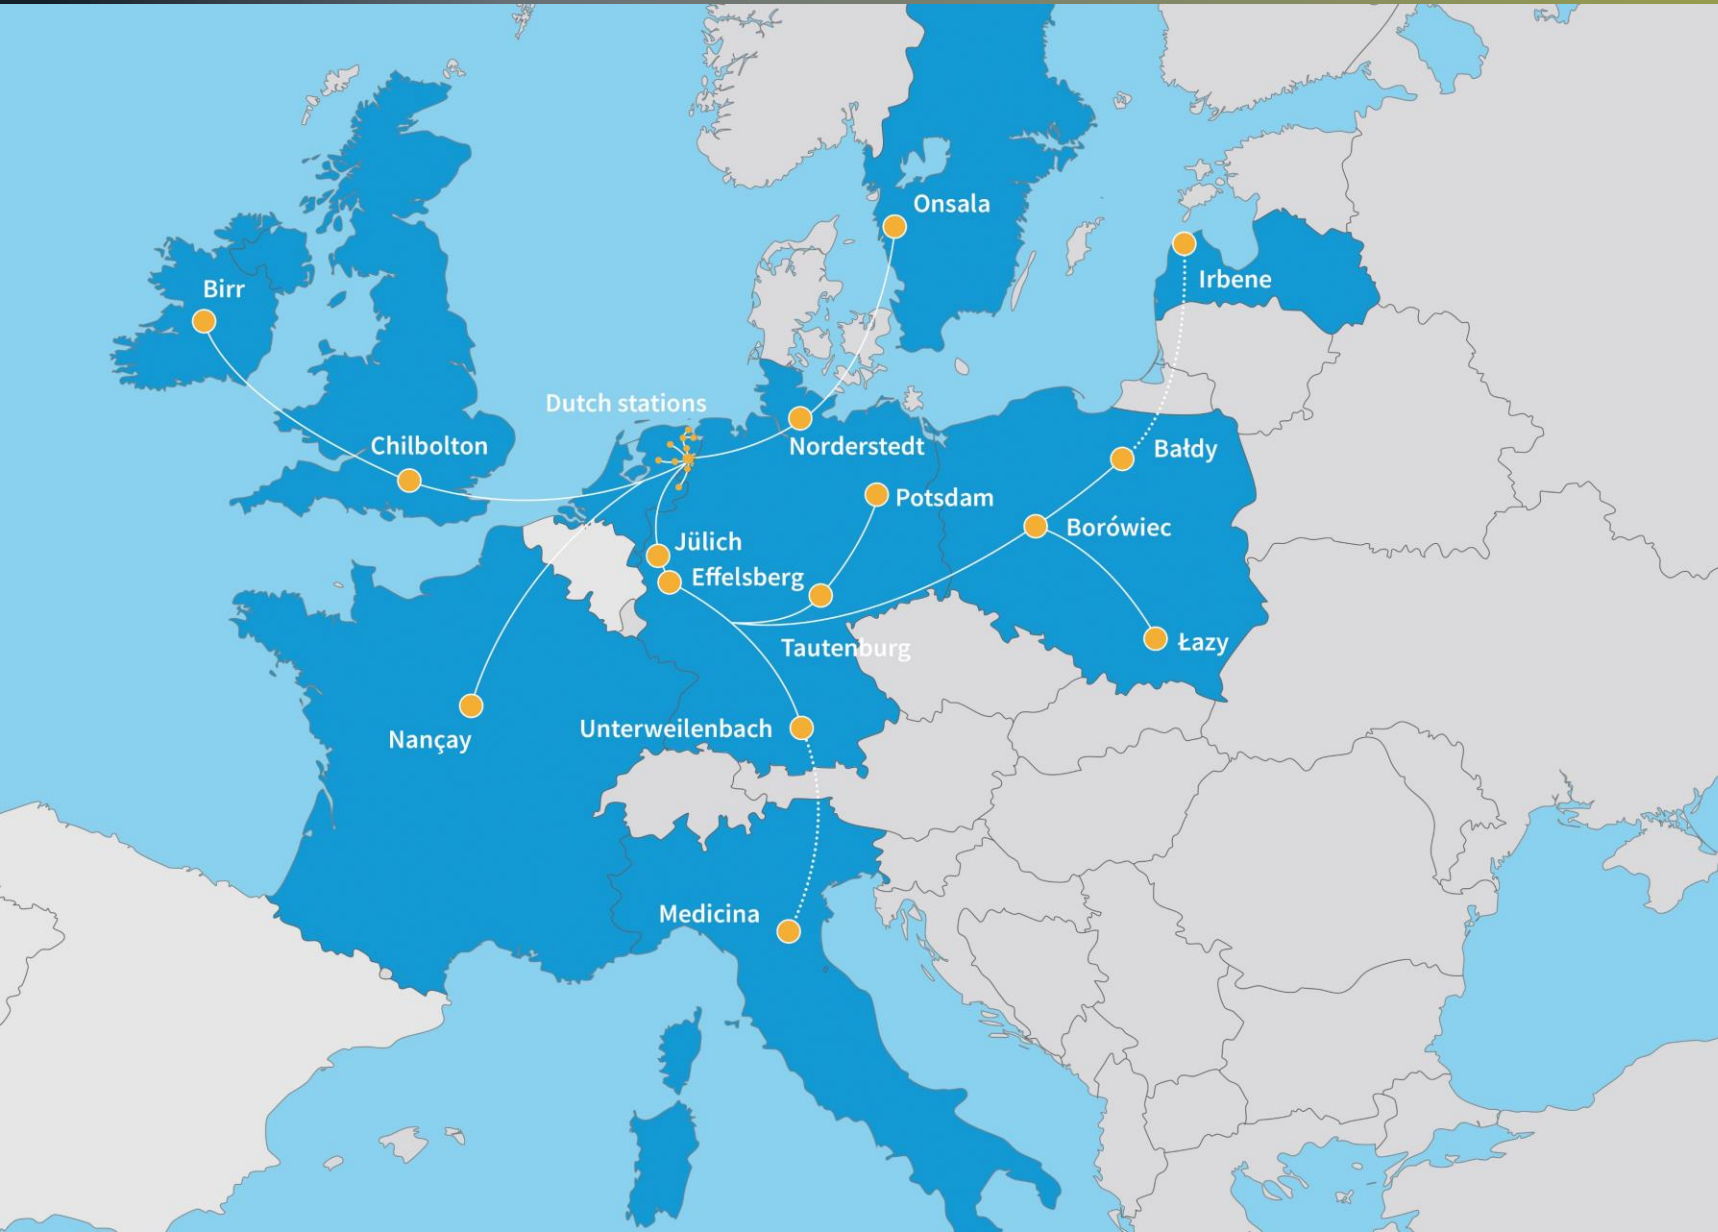 Onsala
Irbene
Birr
Dutch stations
Chilbolton
Norderstedt
Bałdy
Potsdam
Borówiec
Jülich
Effelsberg
Tautenburg
Łazy
Unterweilenbach
Nançay
Medicina